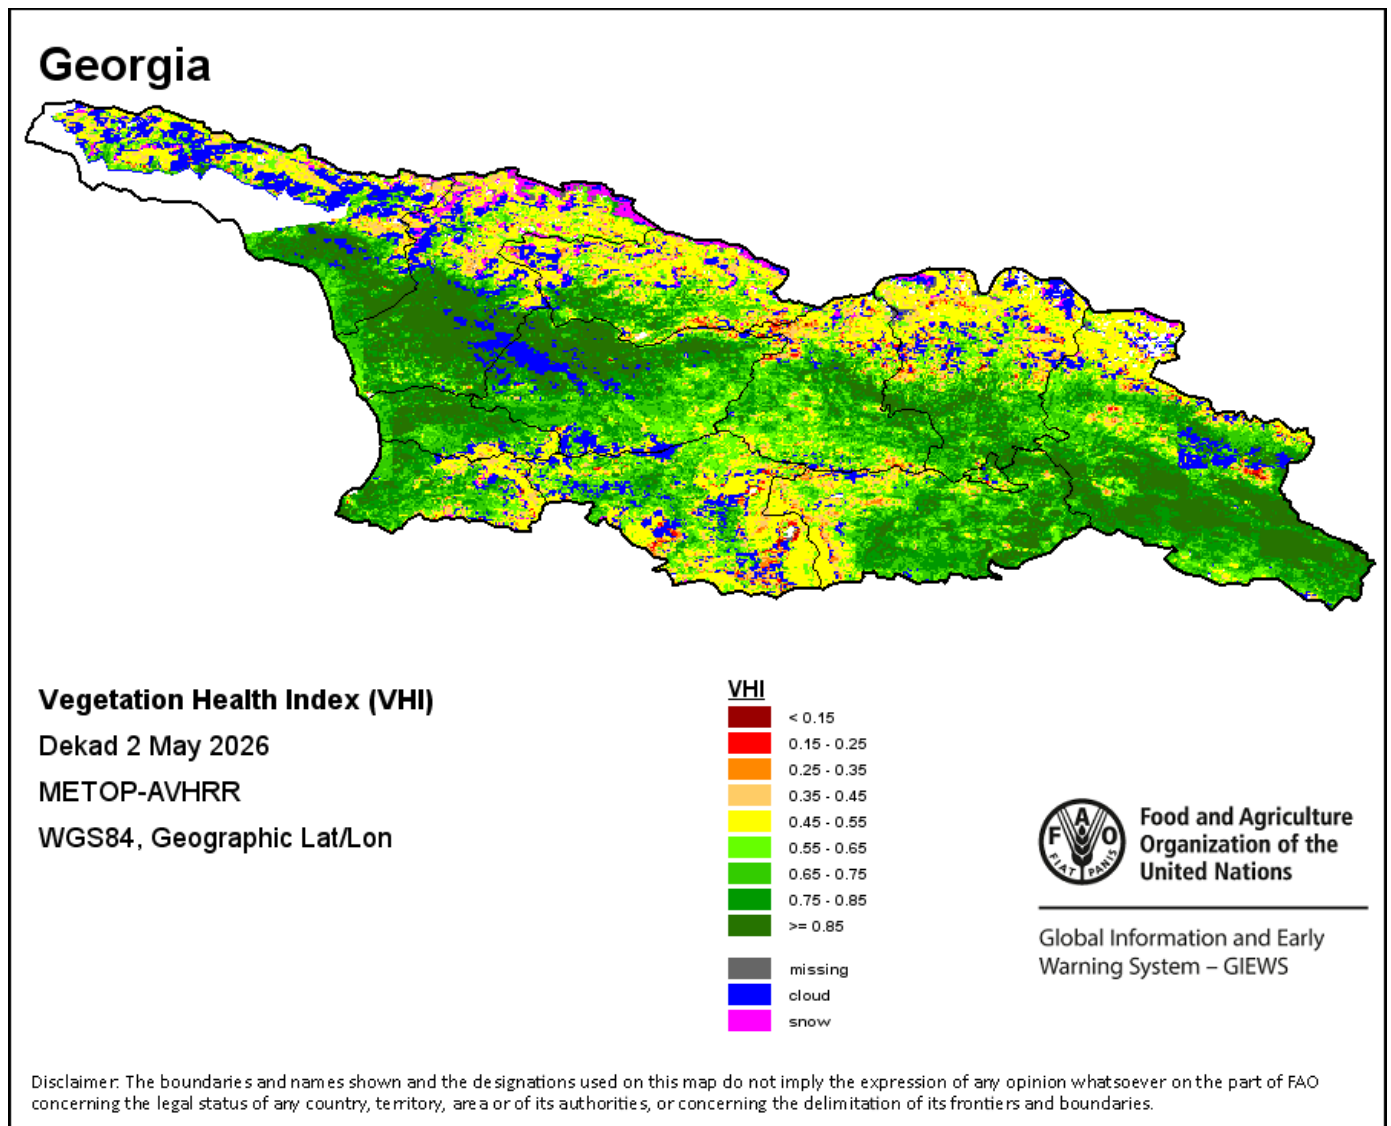 Georgia
Vegetation Health Index (VHI)
Dekad 2 May 2026
METOP-AVHRR
WGS84, Geographic Lat/Lon
VHI
< 0.15
0.15 - 0.25
0.25 - 0.35
0.35 - 0.45
0.45 - 0.55
0.55 - 0.65
0.65 - 0.75
0.75 - 0.85
>= 0.85
missing
cloud
snow
F A O
FIAT PANIS
Food and Agriculture
Organization of the
United Nations
Global Information and Early
Warning System – GIEWS
Disclaimer: The boundaries and names shown and the designations used on this map do not imply the expression of any opinion whatsoever on the part of FAO
concerning the legal status of any country, territory, area or of its authorities, or concerning the delimitation of its frontiers and boundaries.